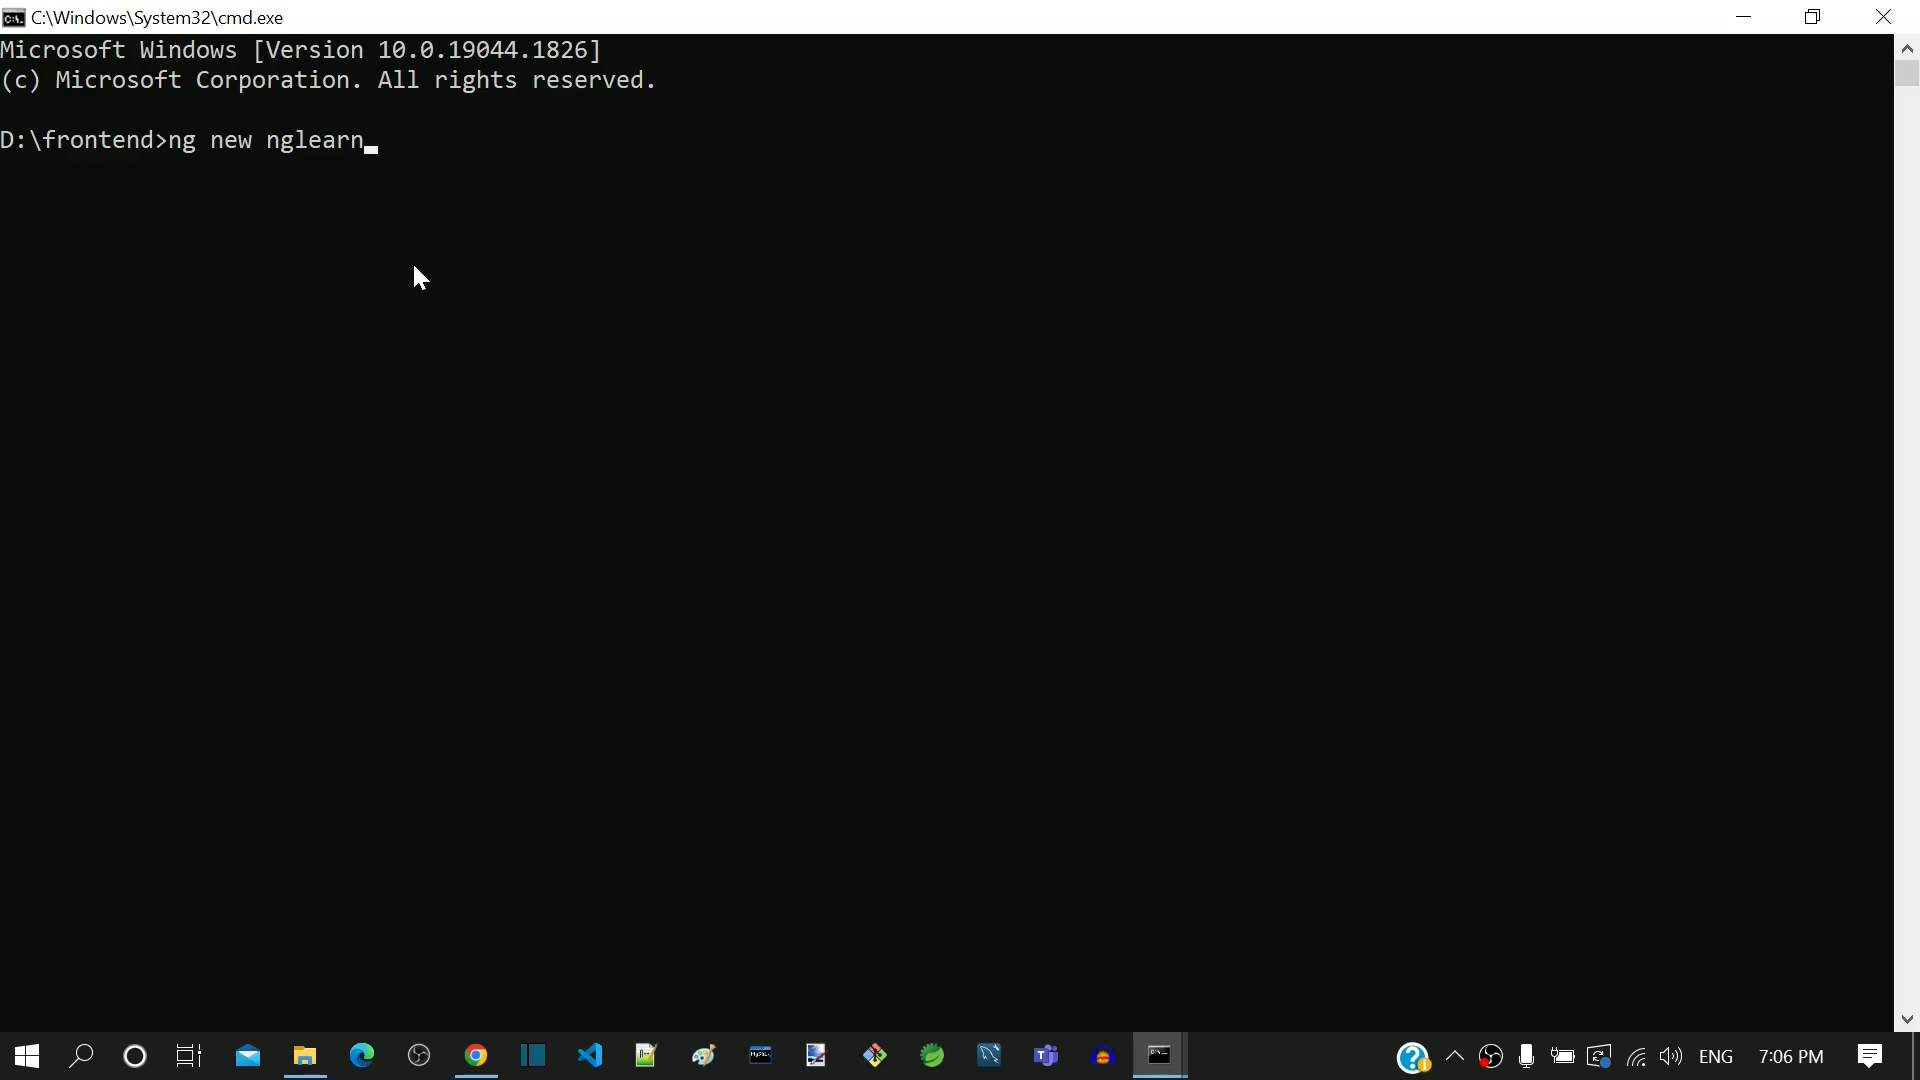 C:\Windows\System32\cmd.exe
Microsoft Windows [Version 10.0.19044.1826]
(c) Microsoft Corporation. All rights reserved.
D:\frontend>ng new nglearn_
ENG
7:06 PM